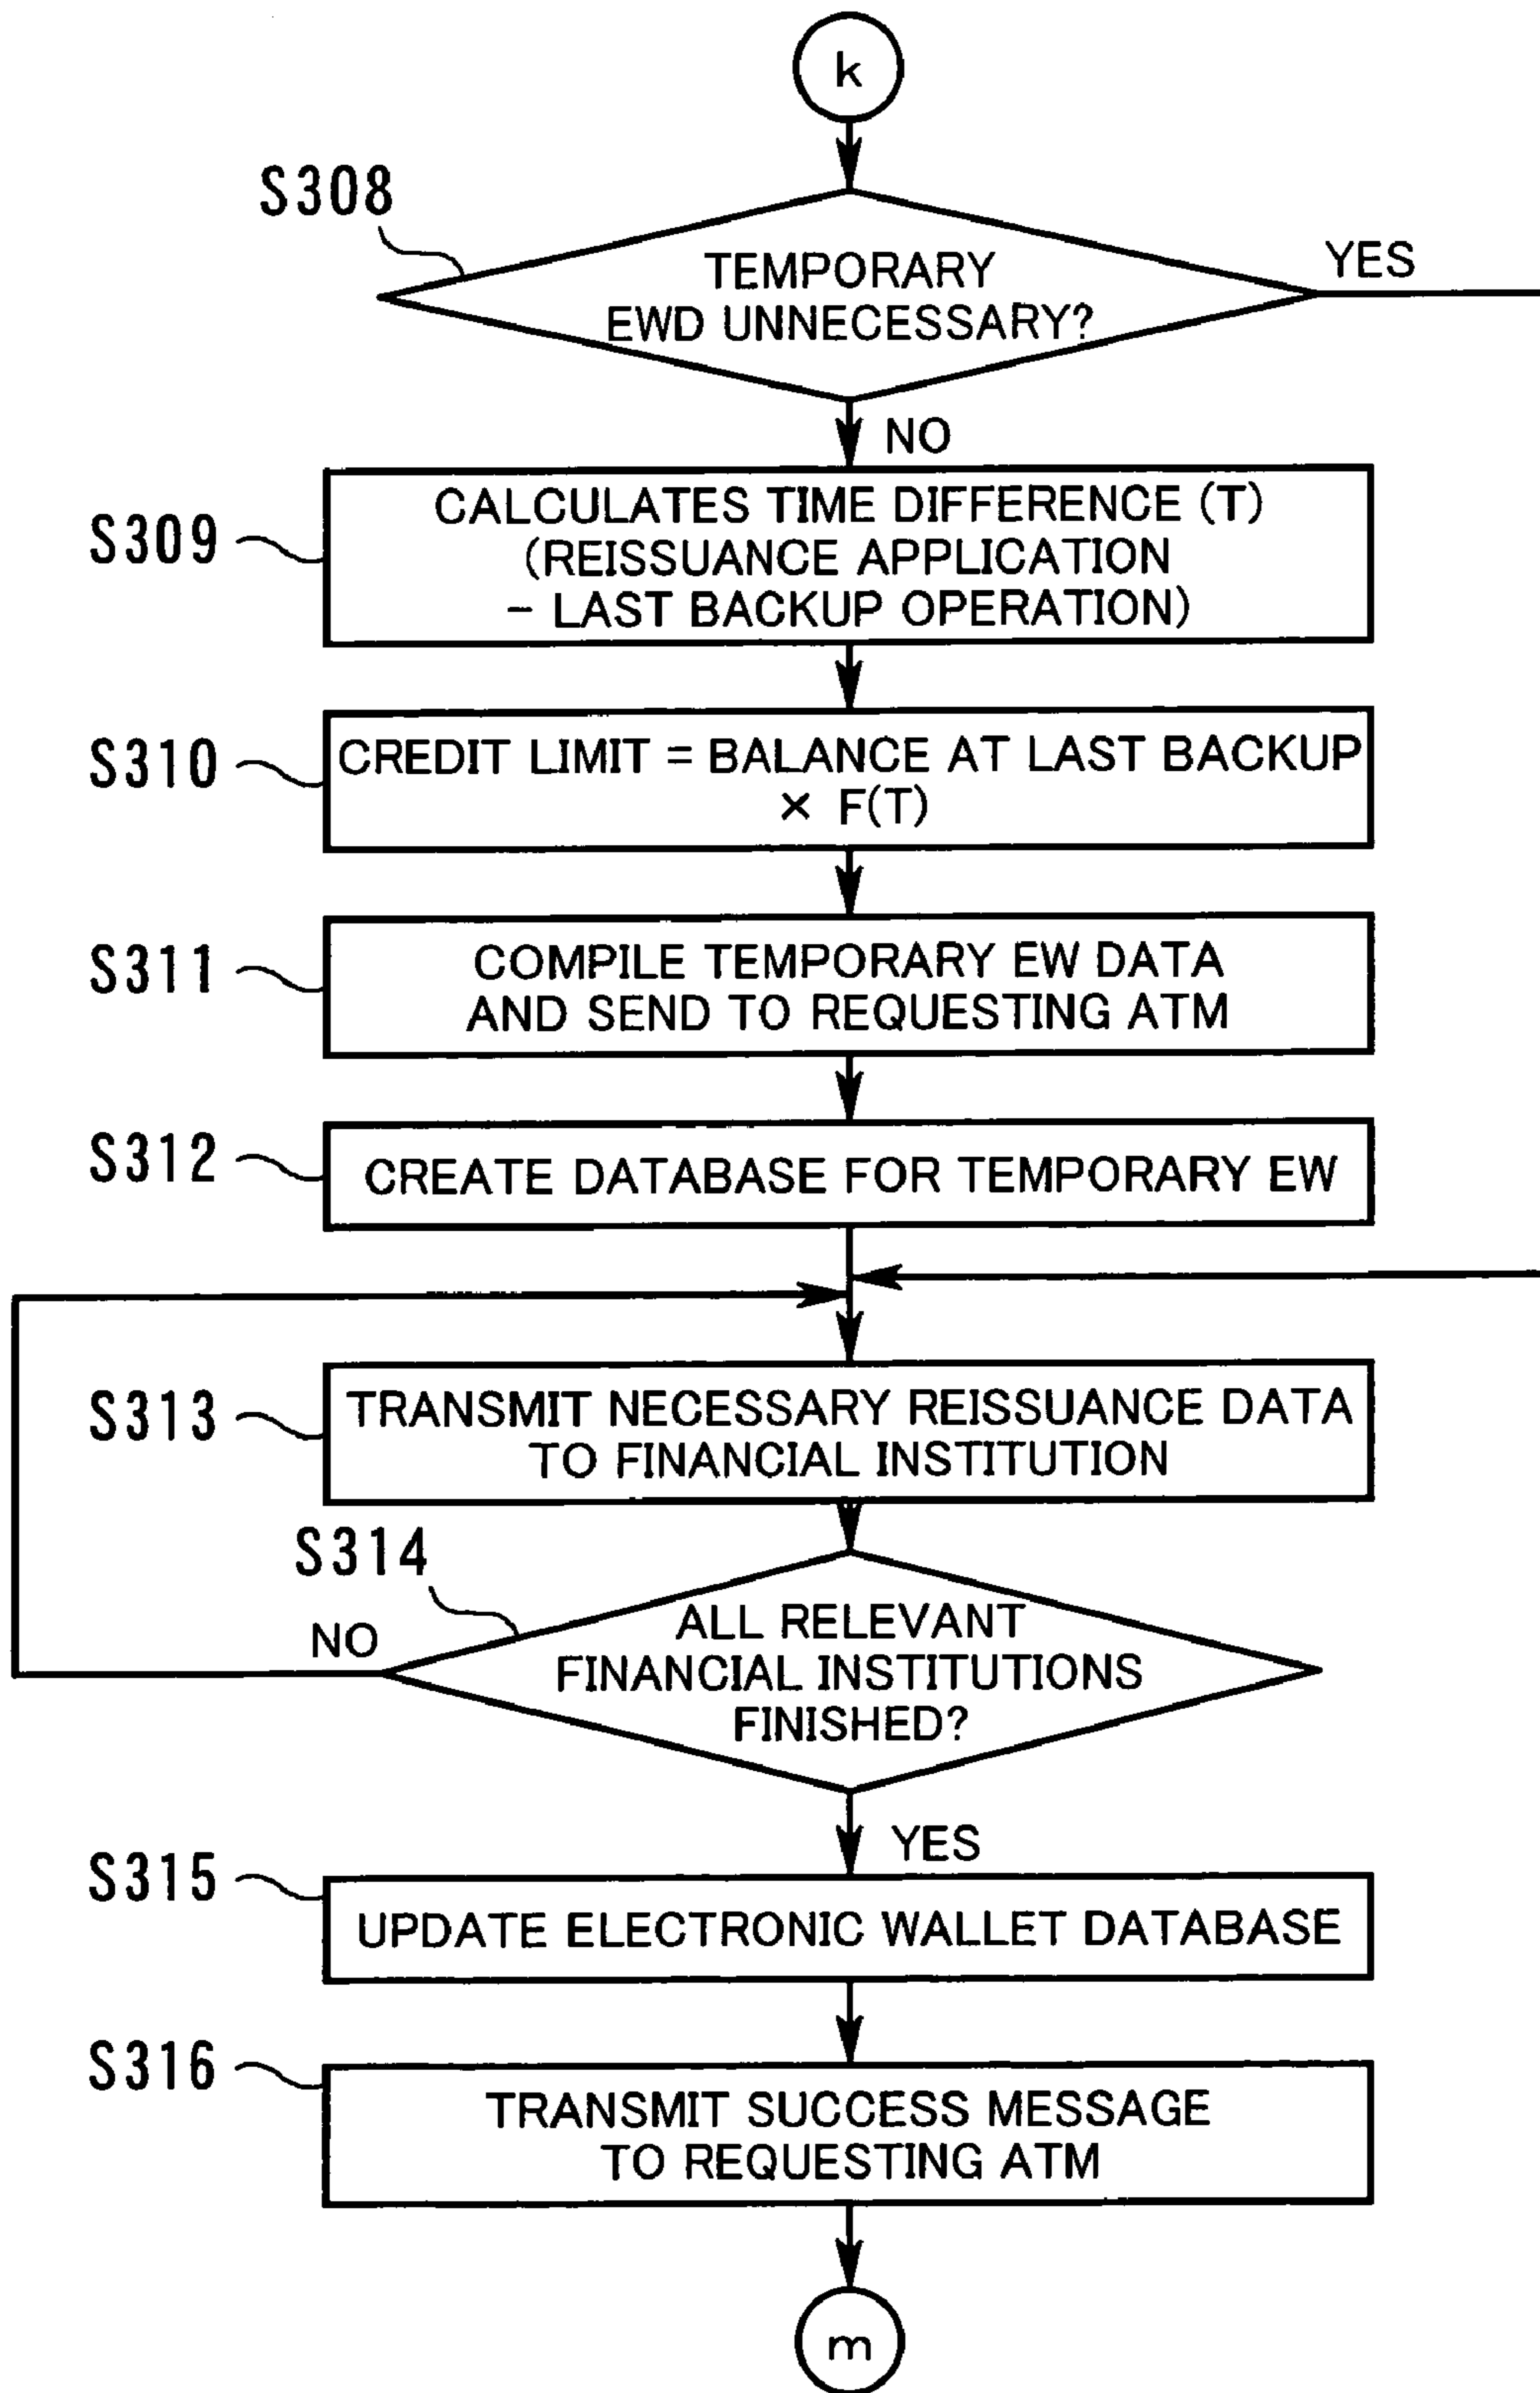 k
S308
TEMPORARY
EWD UNNECESSARY?
YES
NO
S309
CALCULATES TIME DIFFERENCE (T)
(REISSUANCE APPLICATION
- LAST BACKUP OPERATION)
S310
CREDIT LIMIT = BALANCE AT LAST BACKUP
× F(T)
S311
COMPILE TEMPORARY EW DATA
AND SEND TO REQUESTING ATM
S312
CREATE DATABASE FOR TEMPORARY EW
S313
TRANSMIT NECESSARY REISSUANCE DATA
TO FINANCIAL INSTITUTION
S314
NO
ALL RELEVANT
FINANCIAL INSTITUTIONS
FINISHED?
YES
S315
UPDATE ELECTRONIC WALLET DATABASE
S316
TRANSMIT SUCCESS MESSAGE
TO REQUESTING ATM
m